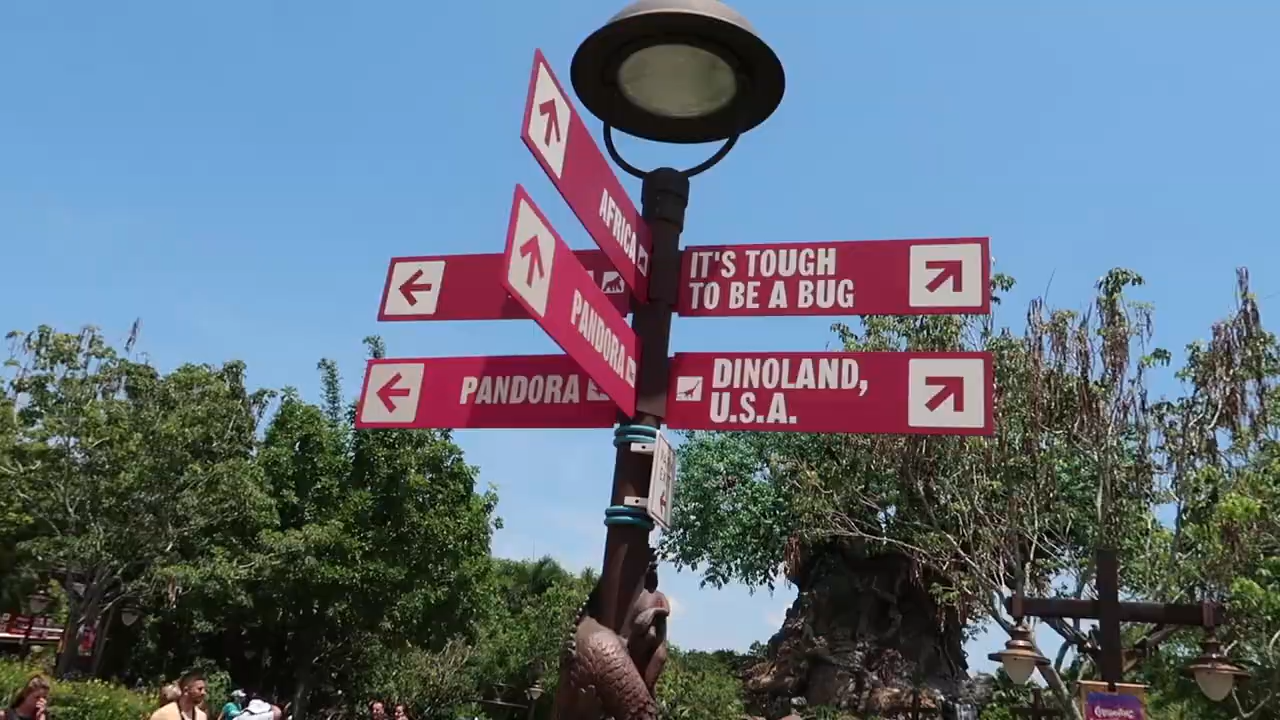 AFRICA
IT'S TOUGH
TO BE A BUG
PANDORA
PANDORA
DINOLAND,
U.S.A.